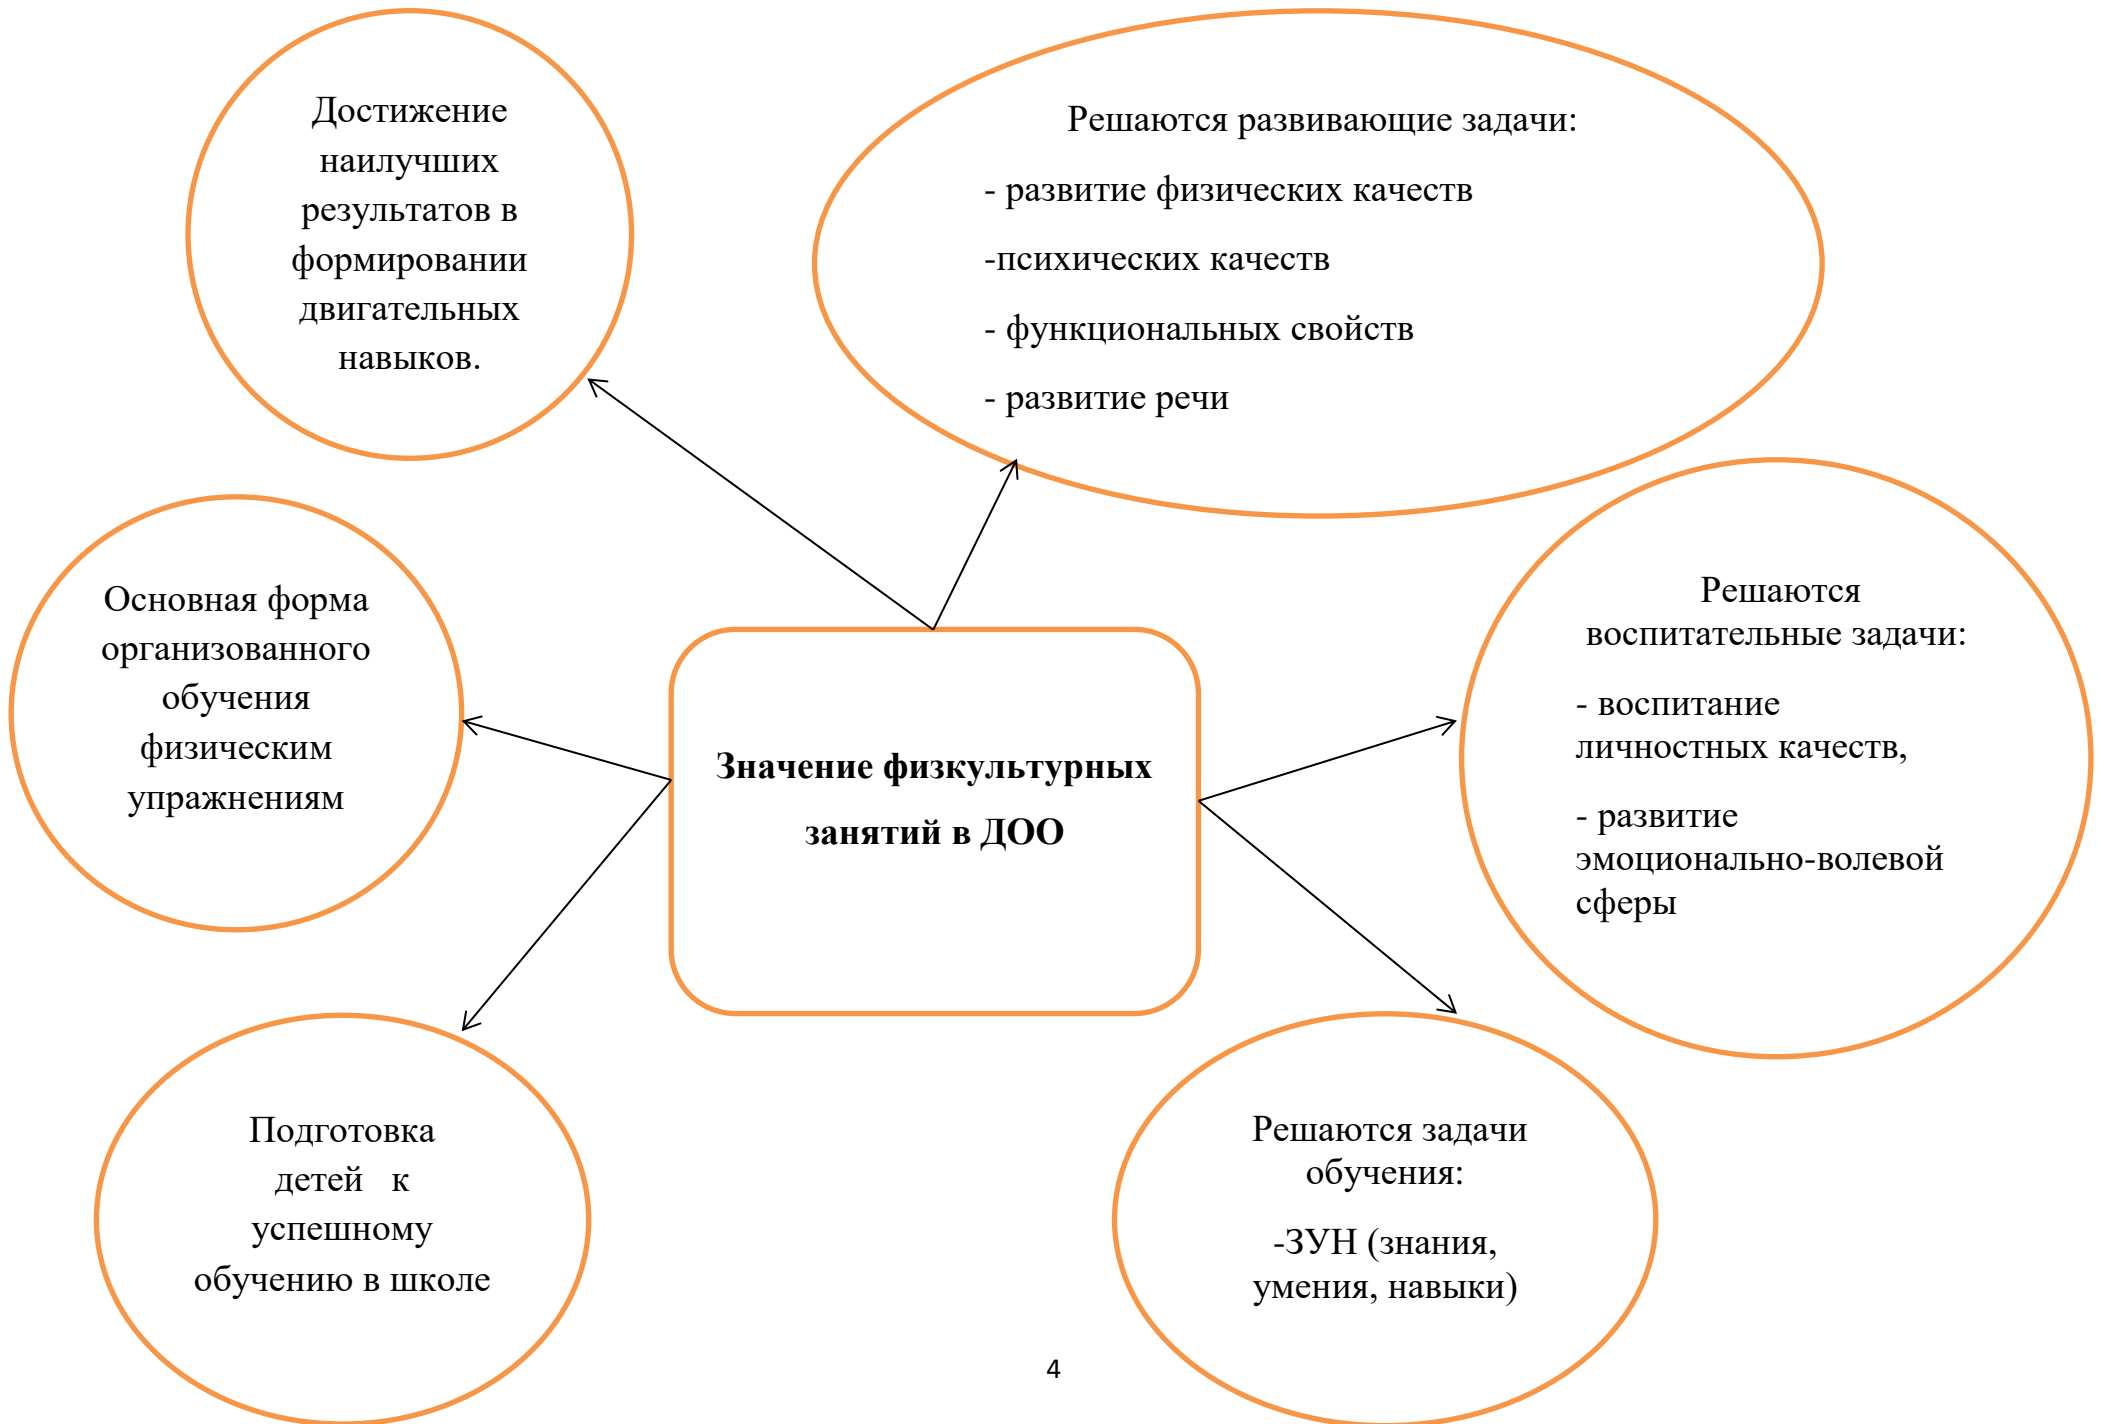 Достижение
наилучших
результатов в
формировании
двигательных
навыков.
Решаются развивающие задачи:
- развитие физических качеств
-психических качеств
- функциональных свойств
- развитие речи
Основная форма
организованного
обучения
физическим
упражнениям
Значение физкультурных
занятий в ДОО
Решаются
воспитательные задачи:
- воспитание
личностных качеств,
- развитие
эмоционально-волевой
сферы
Подготовка
детей   к
успешному
обучению в школе
Решаются задачи
обучения:
-ЗУН (знания,
умения, навыки)
4